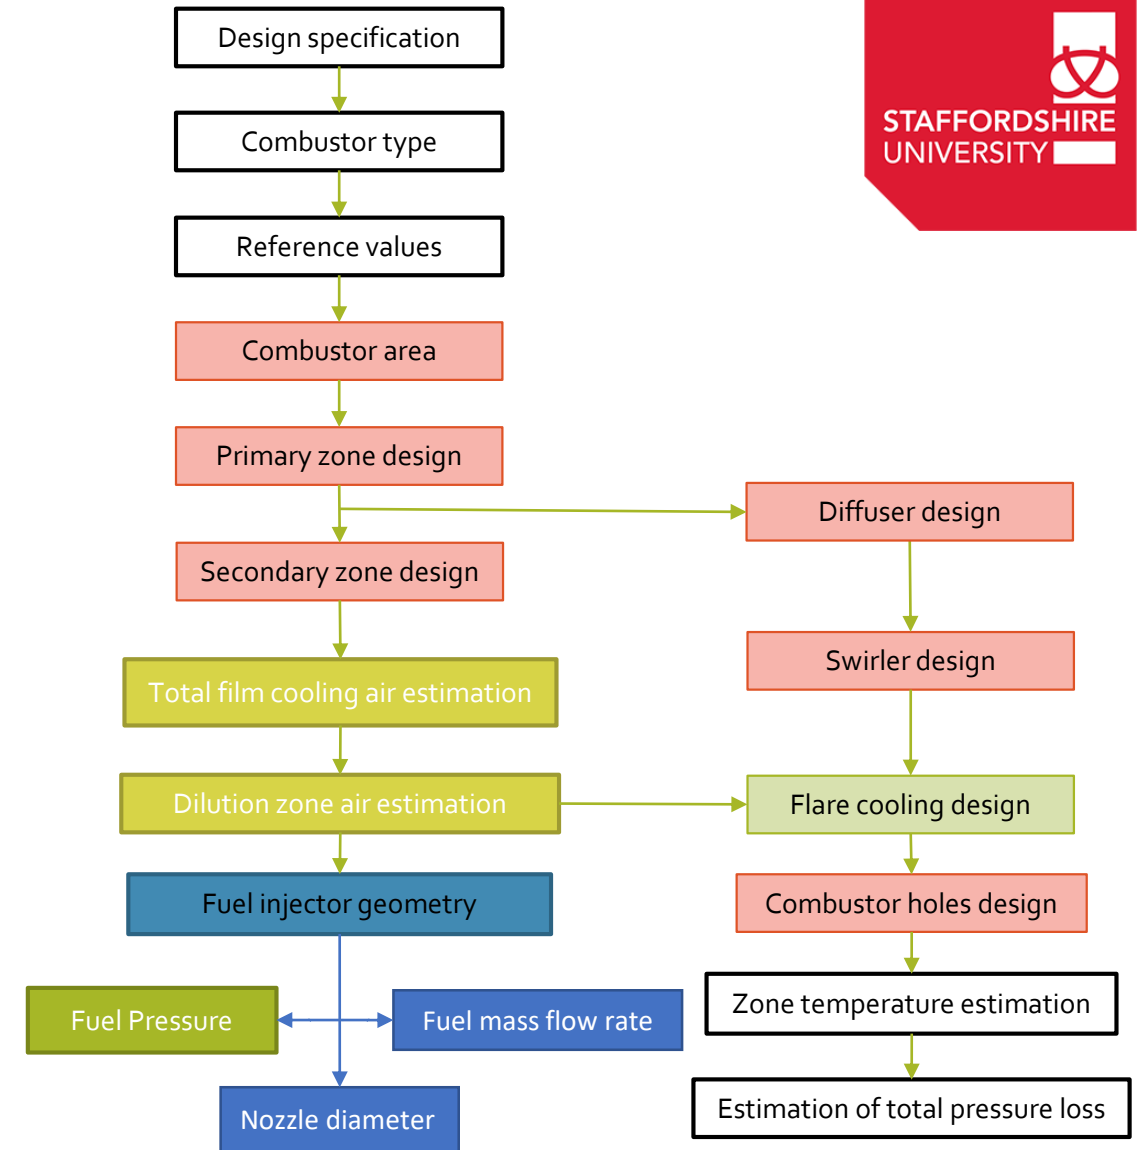 Design specification
STAFFORDSHIRE
UNIVERSITY
Combustor type
Reference values
Combustor area
Primary zone design
Diffuser design
Secondary zone design
Swirler design
Total film cooling air estimation
Dilution zone air estimation
Flare cooling design
Fuel injector geometry
Combustor holes design
Zone temperature estimation
Fuel Pressure
Fuel mass flow rate
Nozzle diameter
Estimation of total pressure loss